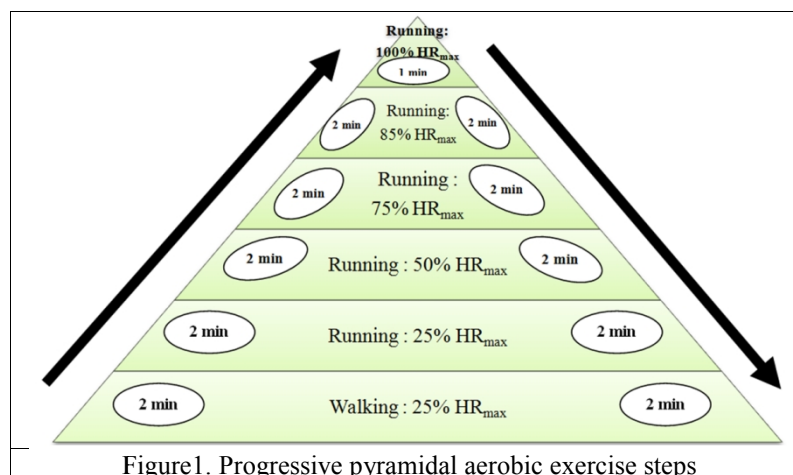 Running:
100% HRmax
1 min
Running:
2 min 2 min
85% HRmax
Running :
2 min 2 min
75% HRmax
2 min Running : 50% HRmax 2 min
2 min Running : 25% HRmax 2 min
2 min Walking : 25% HRmax 2 min
Figure1. Progressive pyramidal aerobic exercise steps